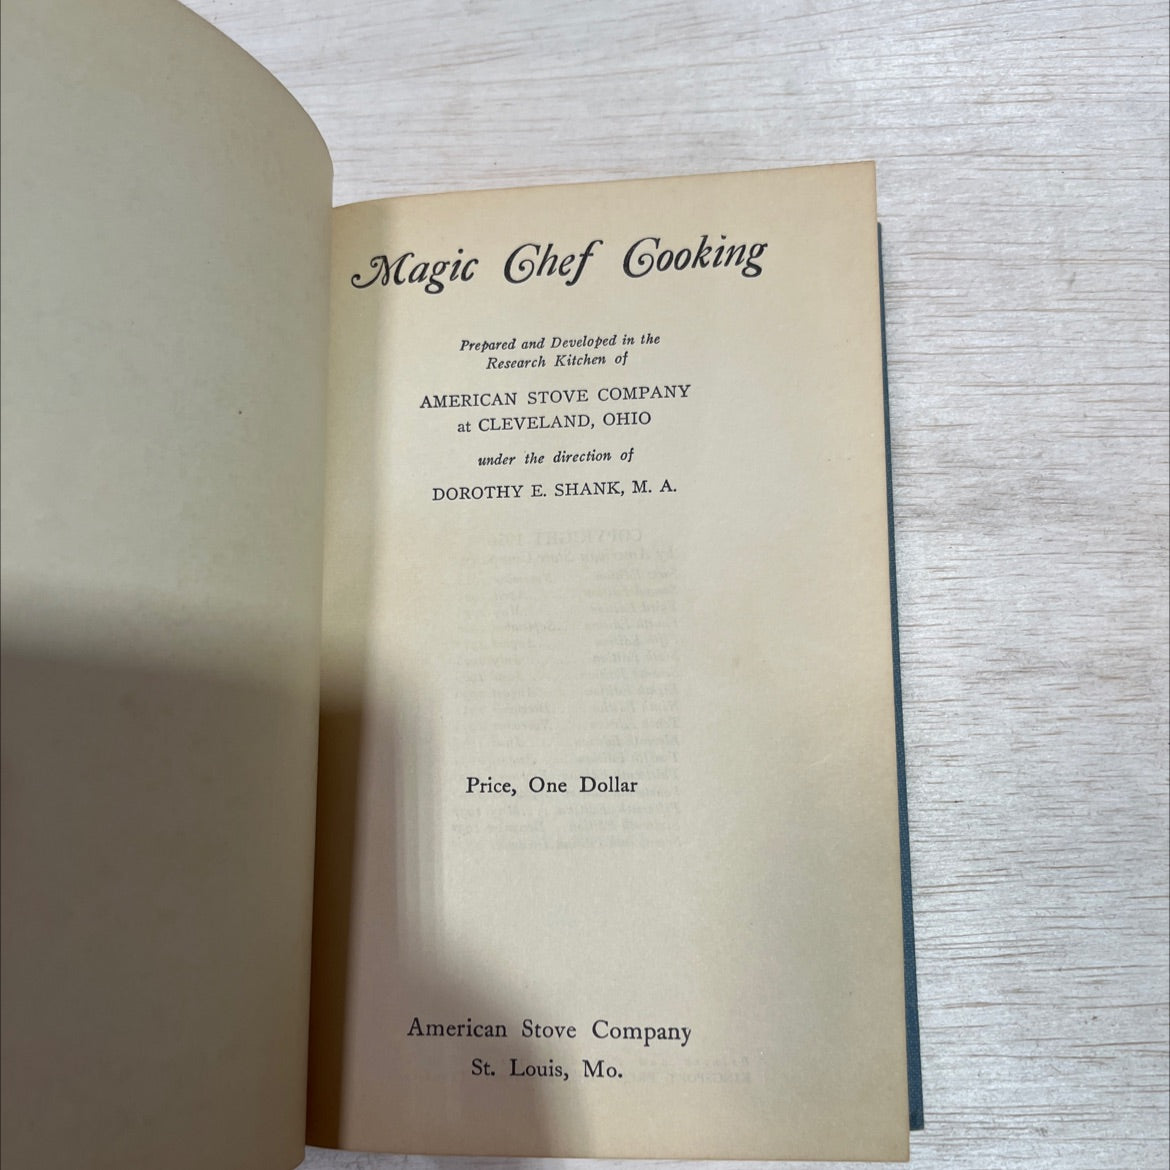 Magic Chef Cooking
Prepared and Developed in the
Research Kitchen of
AMERICAN STOVE COMPANY
at CLEVELAND, OHIO
under the direction of
DOROTHY E. SHANK, M. A.
Price, One Dollar
American Stove Company
St. Louis, Mo.